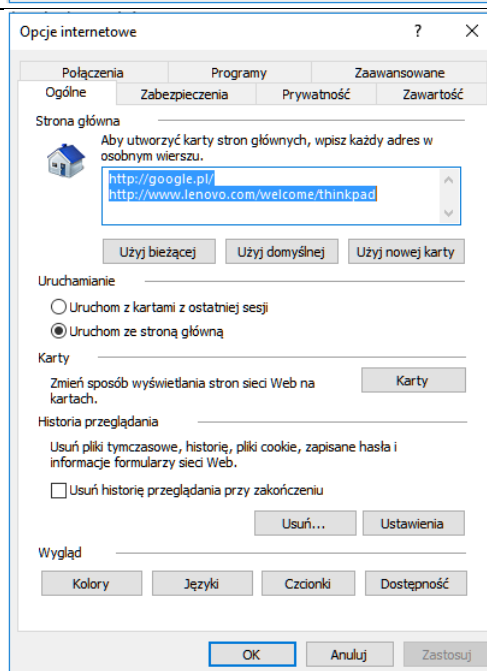 Opcje internetowe
Połączenia Programy Zaawansowane
Ogólne Zabezpieczenia Prywatność Zawartość
Strona główna
Aby utworzyć karty stron głównych, wpisz każdy adres w
osobnym wierszu.
http://google.pl/
http://www.lenovo.com/welcome/thinkpad
Użyj bieżącej Użyj domyślnej Użyj nowej karty
Uruchamianie
Uruchom z kartami z ostatniej sesji
Uruchom ze stroną główną
Karty
Zmień sposób wyświetlania stron sieci Web na
kartach.
Karty
Historia przeglądania
Usuń pliki tymczasowe, historię, pliki cookie, zapisane hasła i
informacje formularzy sieci Web.
Usuń historię przeglądania przy zakończeniu
Usuń... Ustawienia
Wygląd
Kolory Języki Czcionki Dostępność
OK Anuluj Zastosuj